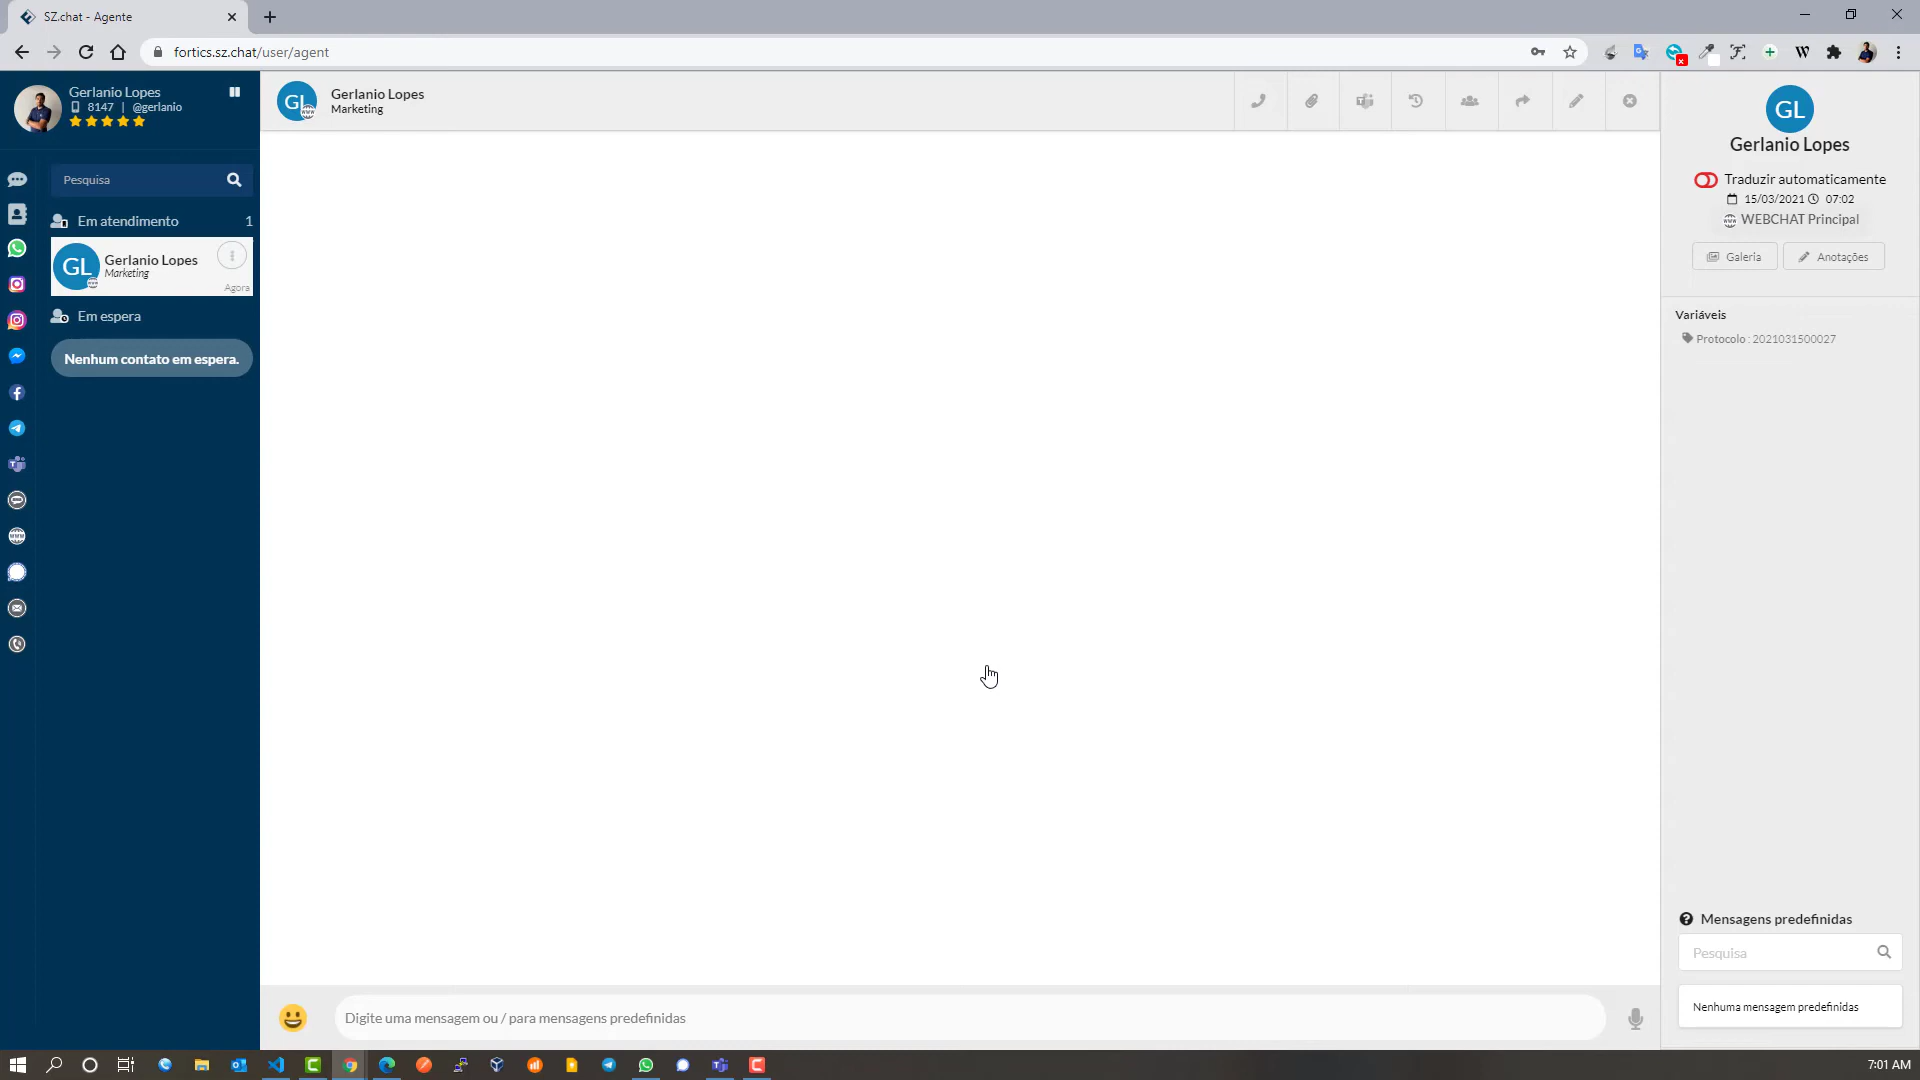 SZ.chat - Agente
fortics.sz.chat/user/agent
Gerlanio Lopes
8147 | @gerlanio
Pesquisa
Em atendimento 1
GL
Gerlanio Lopes
Marketing
Agora
Em espera
Nenhum contato em espera.
GL
Gerlanio Lopes
Marketing
GL
Gerlanio Lopes
Traduzir automaticamente
15/03/2021 07:02
WEBCHAT Principal
Galeria
Anotações
Variáveis
Protocolo : 2021031500027
Mensagens predefinidas
Pesquisa
Nenhuma mensagem predefinidas
Digite uma mensagem ou / para mensagens predefinidas
7:01 AM